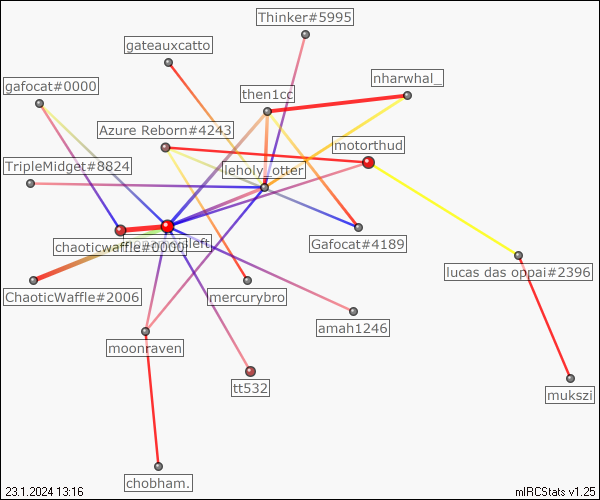 Thinker#5995
gateauxcatto
nharwhal_
gafocat#0000
then1cc
Azure Reborn#4243
motorthud
TripleMidget#8824
leholy_otter
Gafocat#4189
chaoticwaffle#0000
lucas das oppai#2396
ChaoticWaffle#2006
mercurybro
amah1246
moonraven
tt532
mukszi
chobham.
23.1.2024 13:16
mIRCStats v1.25